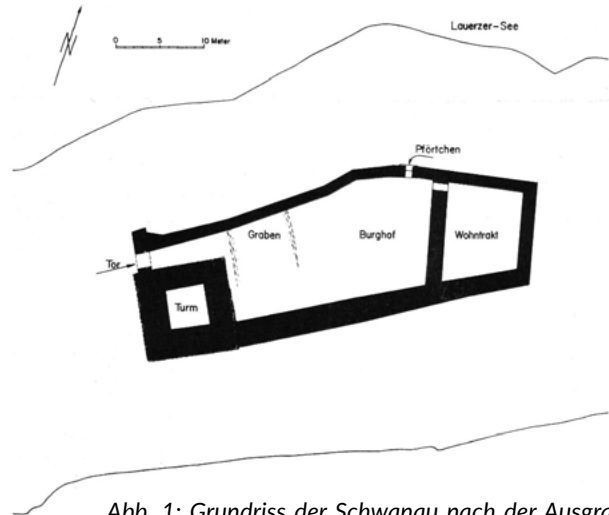 Lauerzer-See
N
0 5 10 Meter
Pförtchen
Graben
Burghof
Wohntrakt
Tor
Turm
Abb. 1: Grundriss der Schwanau nach der Ausgra